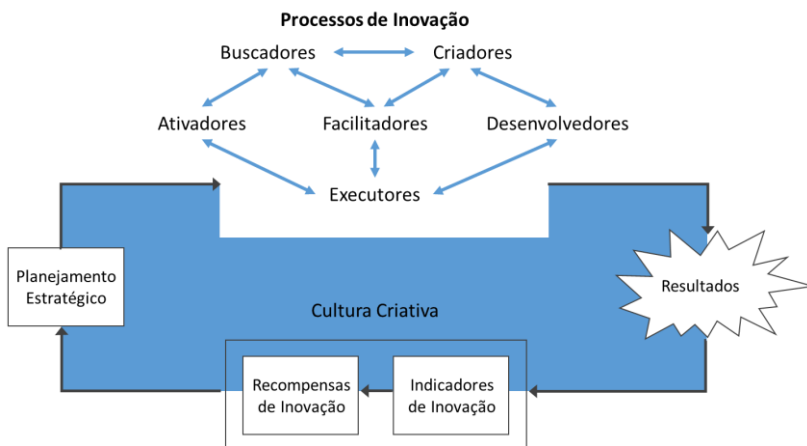 Processos de Inovação
Buscadores
Criadores
Ativadores
Facilitadores
Desenvolvedores
Executores
Planejamento
Estratégico
Resultados
Cultura Criativa
Recompensas
de Inovação
Indicadores
de Inovação